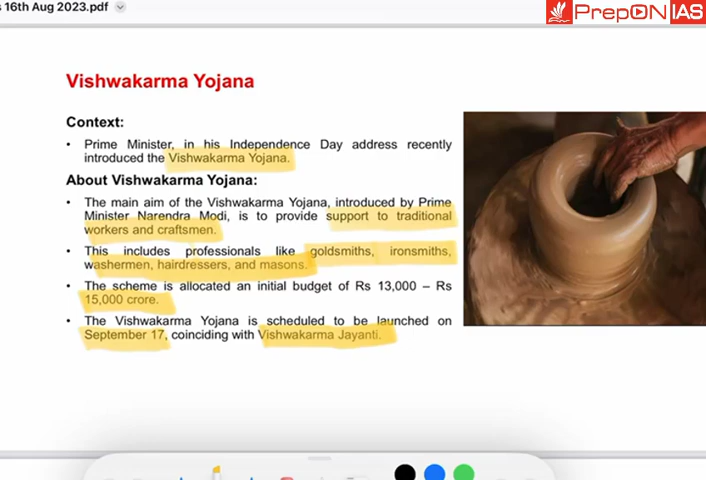 s 16th Aug 2023.pdf
PrepON IAS
Vishwakarma Yojana
Context:
• Prime Minister, in his Independence Day address recently
introduced the Vishwakarma Yojana.
About Vishwakarma Yojana:
• The main aim of the Vishwakarma Yojana, introduced by Prime
Minister Narendra Modi, is to provide support to traditional
workers and craftsmen.
• This includes professionals like goldsmiths, ironsmiths,
washermen, hairdressers, and masons.
• The scheme is allocated an initial budget of Rs 13,000 – Rs
15,000 crore.
• The Vishwakarma Yojana is scheduled to be launched on
September 17, coinciding with Vishwakarma Jayanti.